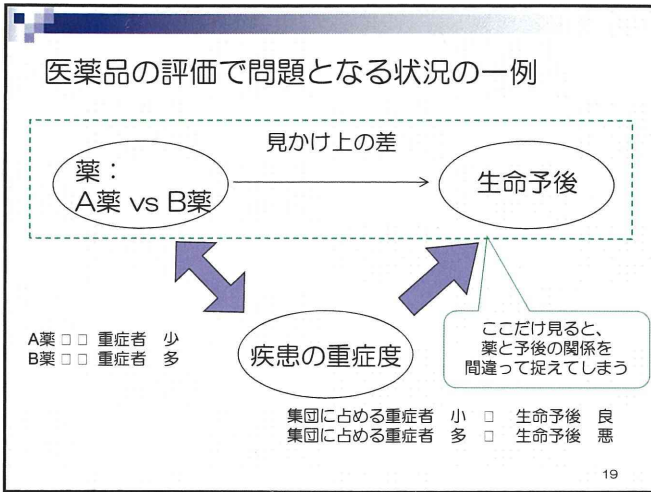 医薬品の評価で問題となる状況の一例
見かけ上の差
薬：
A薬 vs B薬
生命予後
A薬 □ □ 重症者 少
B薬 □ □ 重症者 多
疾患の重症度
ここだけ見ると、
薬と予後の関係を
間違って捉えてしまう
集団に占める重症者 小 □ 生命予後 良
集団に占める重症者 多 □ 生命予後 悪
19